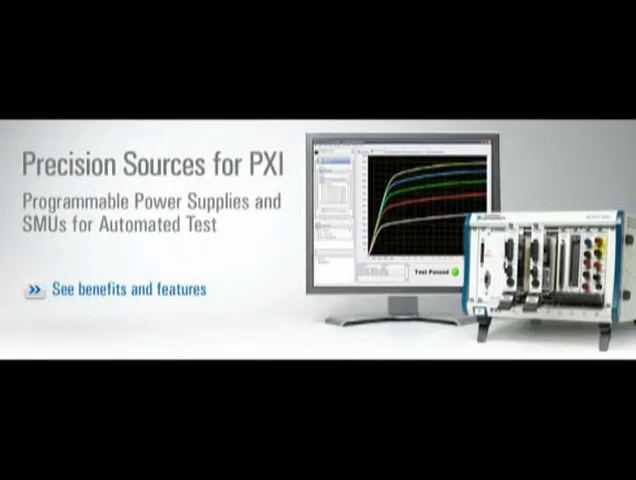 Precision Sources for PXI
Programmable Power Supplies and
SMUs for Automated Test
See benefits and features
Test Passed